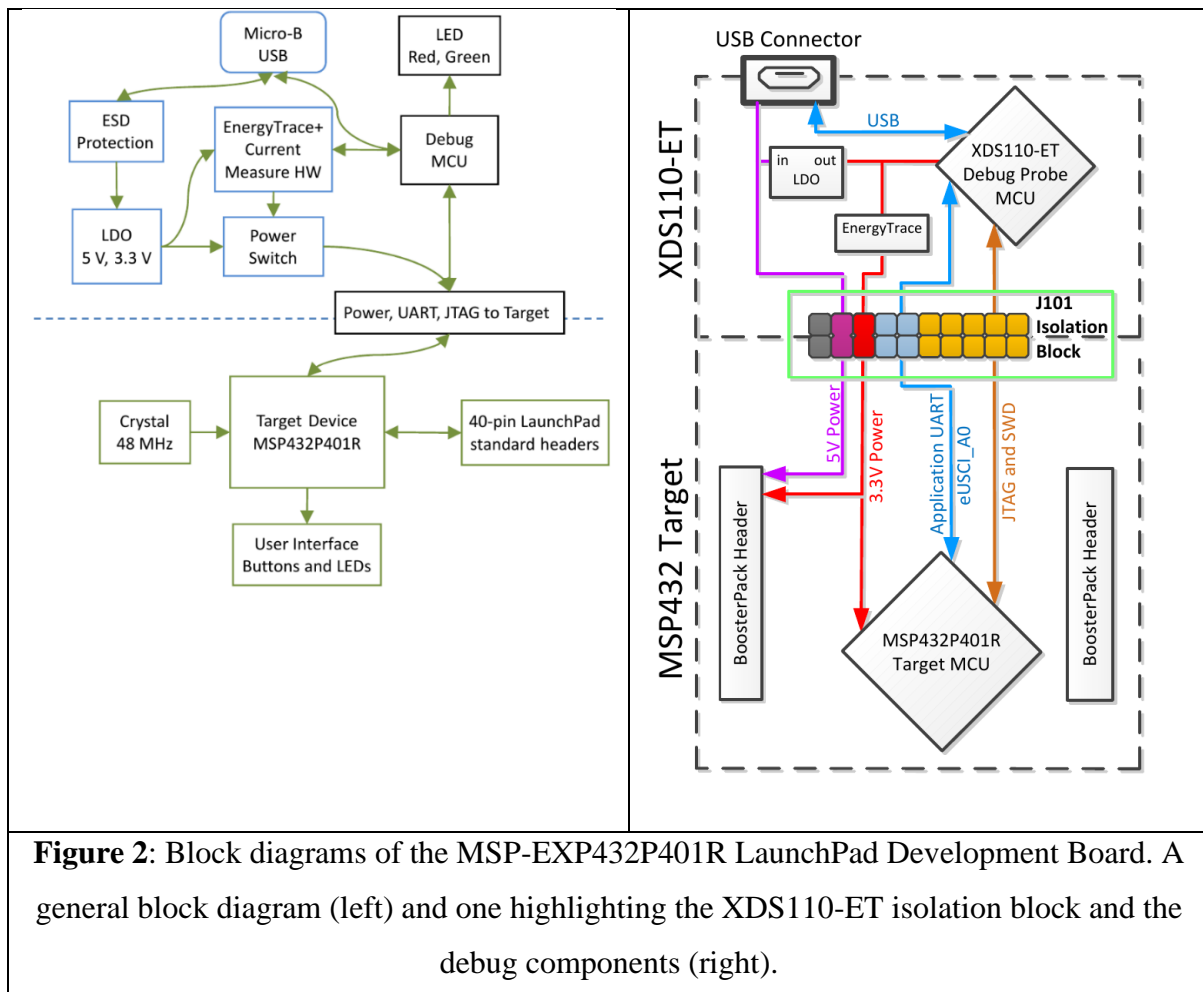 Micro-B
USB
LED
Red, Green
ESD
Protection
EnergyTrace+
Current
Measure HW
Debug
MCU
LDO
5 V, 3.3 V
Power
Switch
Power, UART, JTAG to Target
Crystal
48 MHz
Target Device
MSP432P401R
40-pin LaunchPad
standard headers
User Interface
Buttons and LEDs
USB Connector
XDS110-ET
USB
in out
LDO
XDS110-ET
Debug Probe
MCU
EnergyTrace
J101
Isolation
Block
MSP432 Target
5V Power
3.3V Power
Application UART
eUSCI_A0
JTAG and SWD
BoosterPack Header
MSP432P401R
Target MCU
BoosterPack Header
Figure 2: Block diagrams of the MSP-EXP432P401R LaunchPad Development Board. A
general block diagram (left) and one highlighting the XDS110-ET isolation block and the
debug components (right).